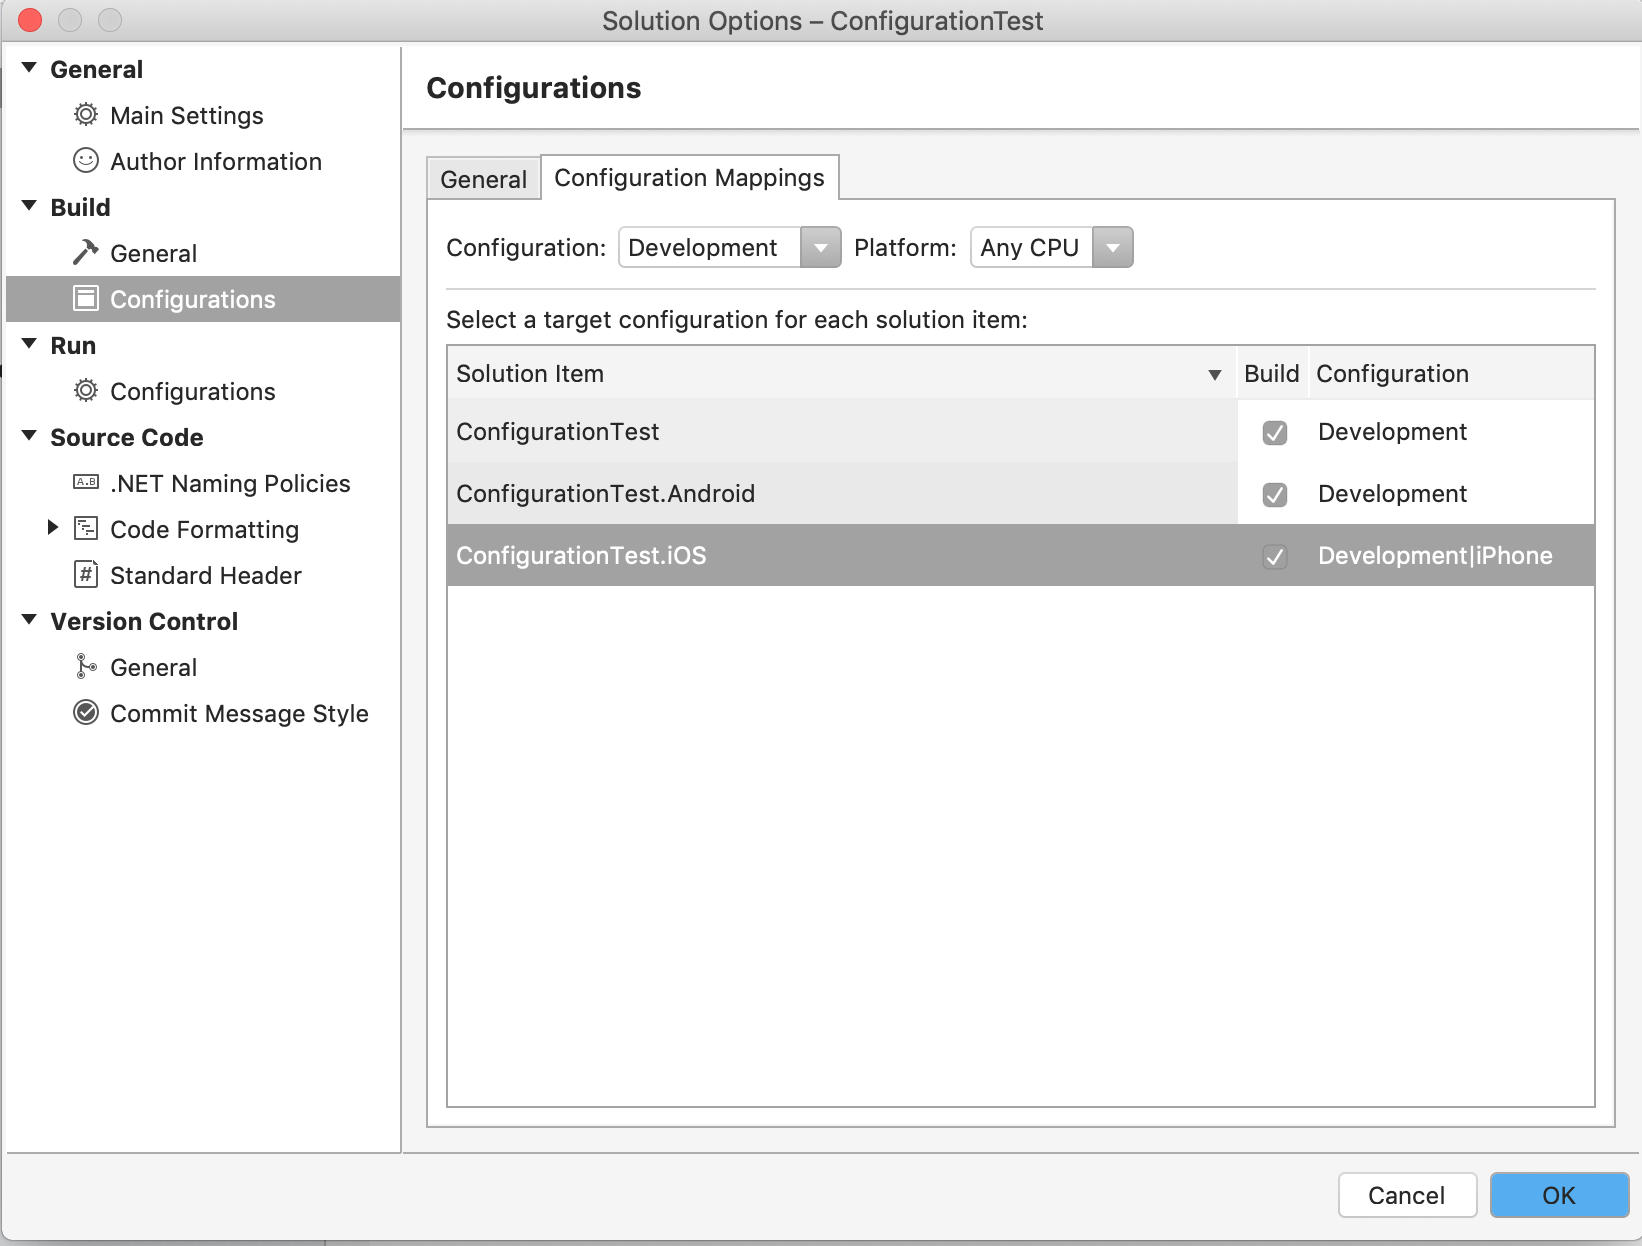 Solution Options – ConfigurationTest
General
Main Settings
Author Information
Build
General
Configurations
Run
Configurations
Source Code
A.B .NET Naming Policies
Code Formatting
# Standard Header
Version Control
General
Commit Message Style
Configurations
General Configuration Mappings
Configuration: Development Platform: Any CPU
Select a target configuration for each solution item:
Solution Item Build Configuration
ConfigurationTest Development
ConfigurationTest.Android Development
ConfigurationTest.iOS Development|iPhone
Cancel OK